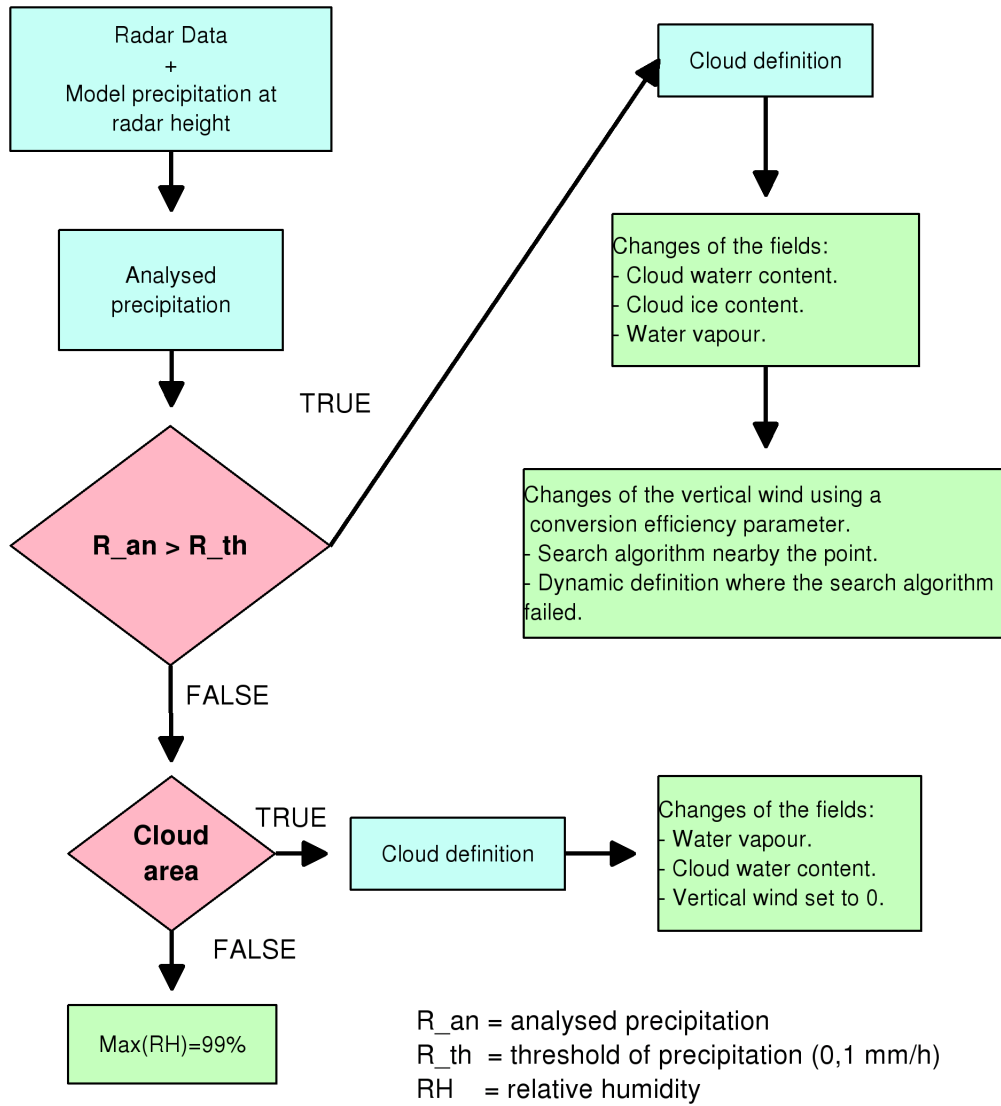 Radar Data
+
Model precipitation at
radar height
Analysed
precipitation
R_an > R_th
TRUE
Cloud definition
Changes of the fields:
- Cloud waterr content.
- Cloud ice content.
- Water vapour.
Changes of the vertical wind using a
conversion efficiency parameter.
- Search algorithm nearby the point.
- Dynamic definition where the search algorithm
failed.
FALSE
Cloud
area
TRUE
Cloud definition
Changes of the fields:
- Water vapour.
- Cloud water content.
- Vertical wind set to 0.
FALSE
Max(RH)=99%
R_an = analysed precipitation
R_th = threshold of precipitation (0,1 mm/h)
RH = relative humidity